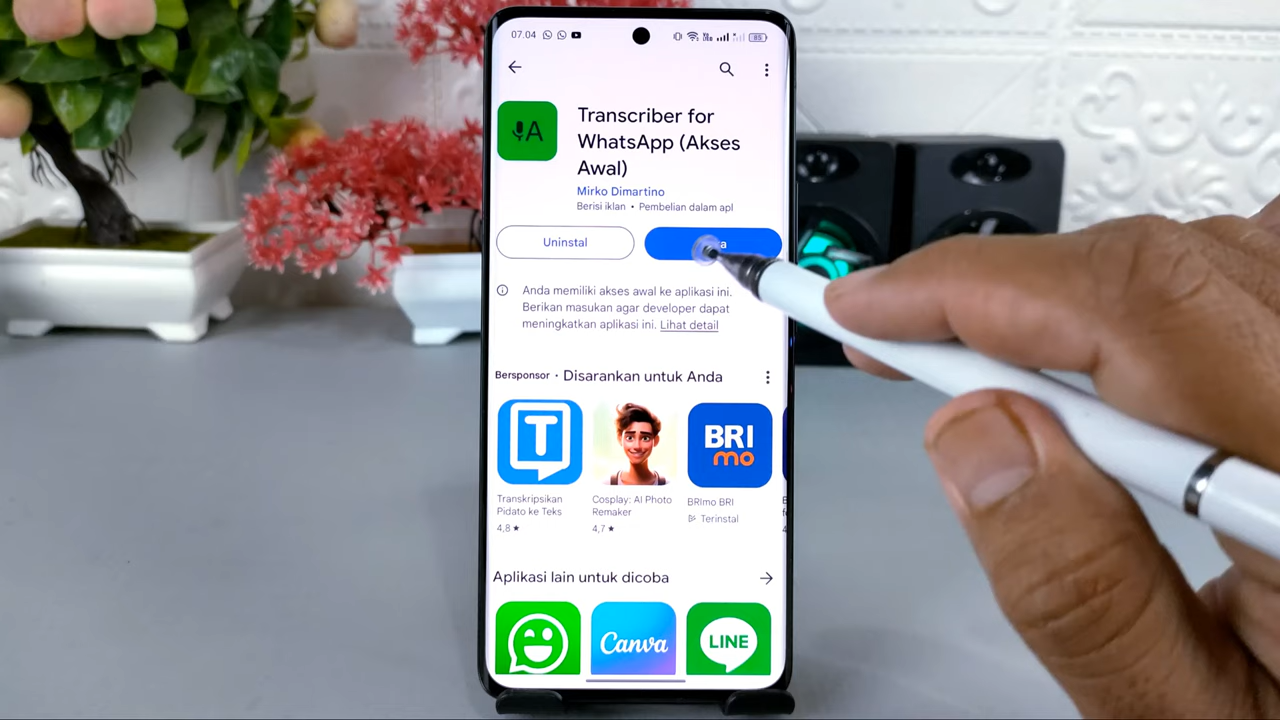 07.04
85
A
Transcriber for
WhatsApp (Akses
Awal)
Mirko Dimartino
Berisi iklan • Pembelian dalam apl
Uninstal
Anda memiliki akses awal ke aplikasi ini.
Berikan masukan agar developer dapat
meningkatkan aplikasi ini. Lihat detail
Bersponsor · Disarankan untuk Anda
T
BRI
mo
Transkripsikan
Pidato ke Teks
4,8 ★
Cosplay: AI Photo
Remaker
4,7 ★
BRImo BRI
Terinstal
Aplikasi lain untuk dicoba
Canva
LINE